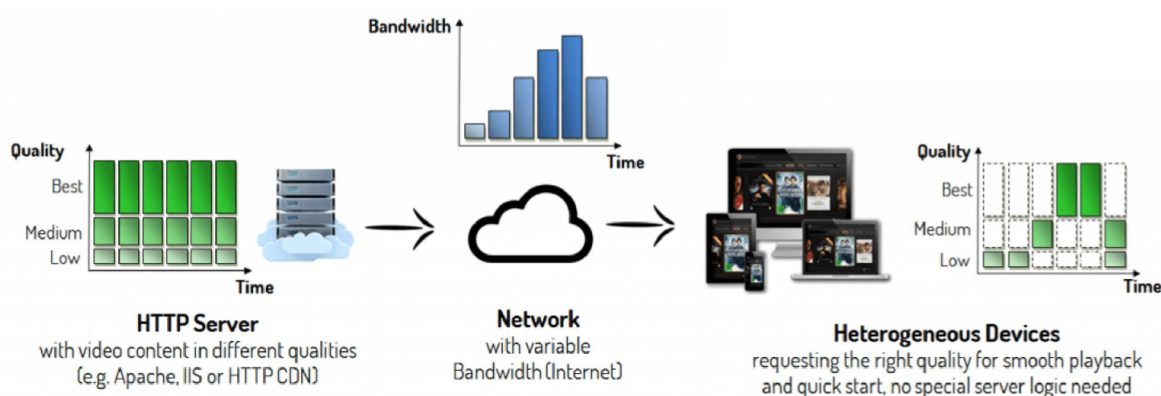 Bandwidth
Time
Quality
Best
Medium
Low
Time
Quality
Best
Medium
Low
Time
HTTP Server
with video content in different qualities
(e.g. Apache, IIS or HTTP CDN)
Network
with variable
Bandwidth (Internet)
Heterogeneous Devices
requesting the right quality for smooth playback
and quick start, no special server logic needed